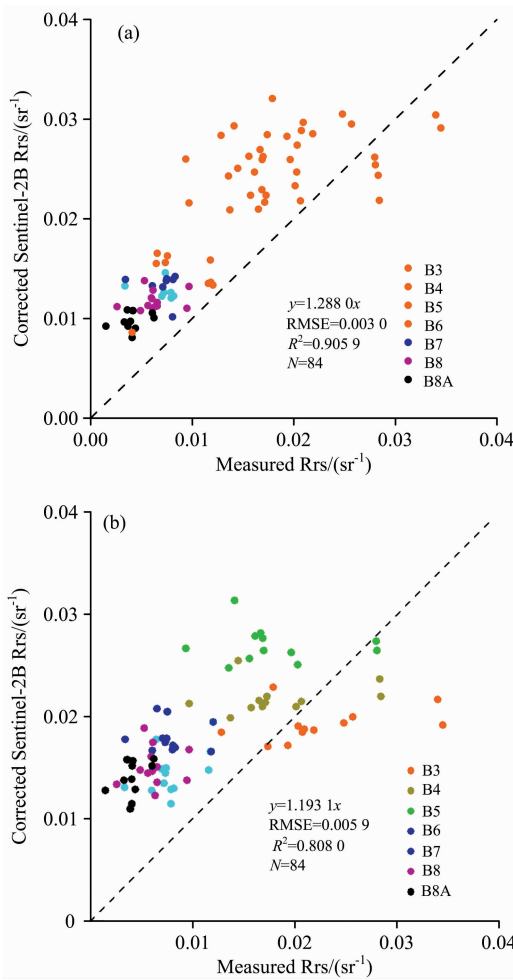 (a)
0.04
0.03
0.02
0.01
0.00
Corrected Sentinel-2B Rrs/(sr⁻¹)
B3
B4
B5
B6
B7
B8
B8A
y=1.288 0x
RMSE=0.003 0
R²=0.905 9
N=84
0.00 0.01 0.02 0.03 0.04
Measured Rrs/(sr⁻¹)
(b)
0.04
0.03
0.02
0.01
0
Corrected Sentinel-2B Rrs/(sr⁻¹)
B3
B4
B5
B6
B7
B8
B8A
y=1.193 1x
RMSE=0.005 9
R²=0.808 0
N=84
0.01 0.02 0.03 0.04
Measured Rrs/(sr⁻¹)